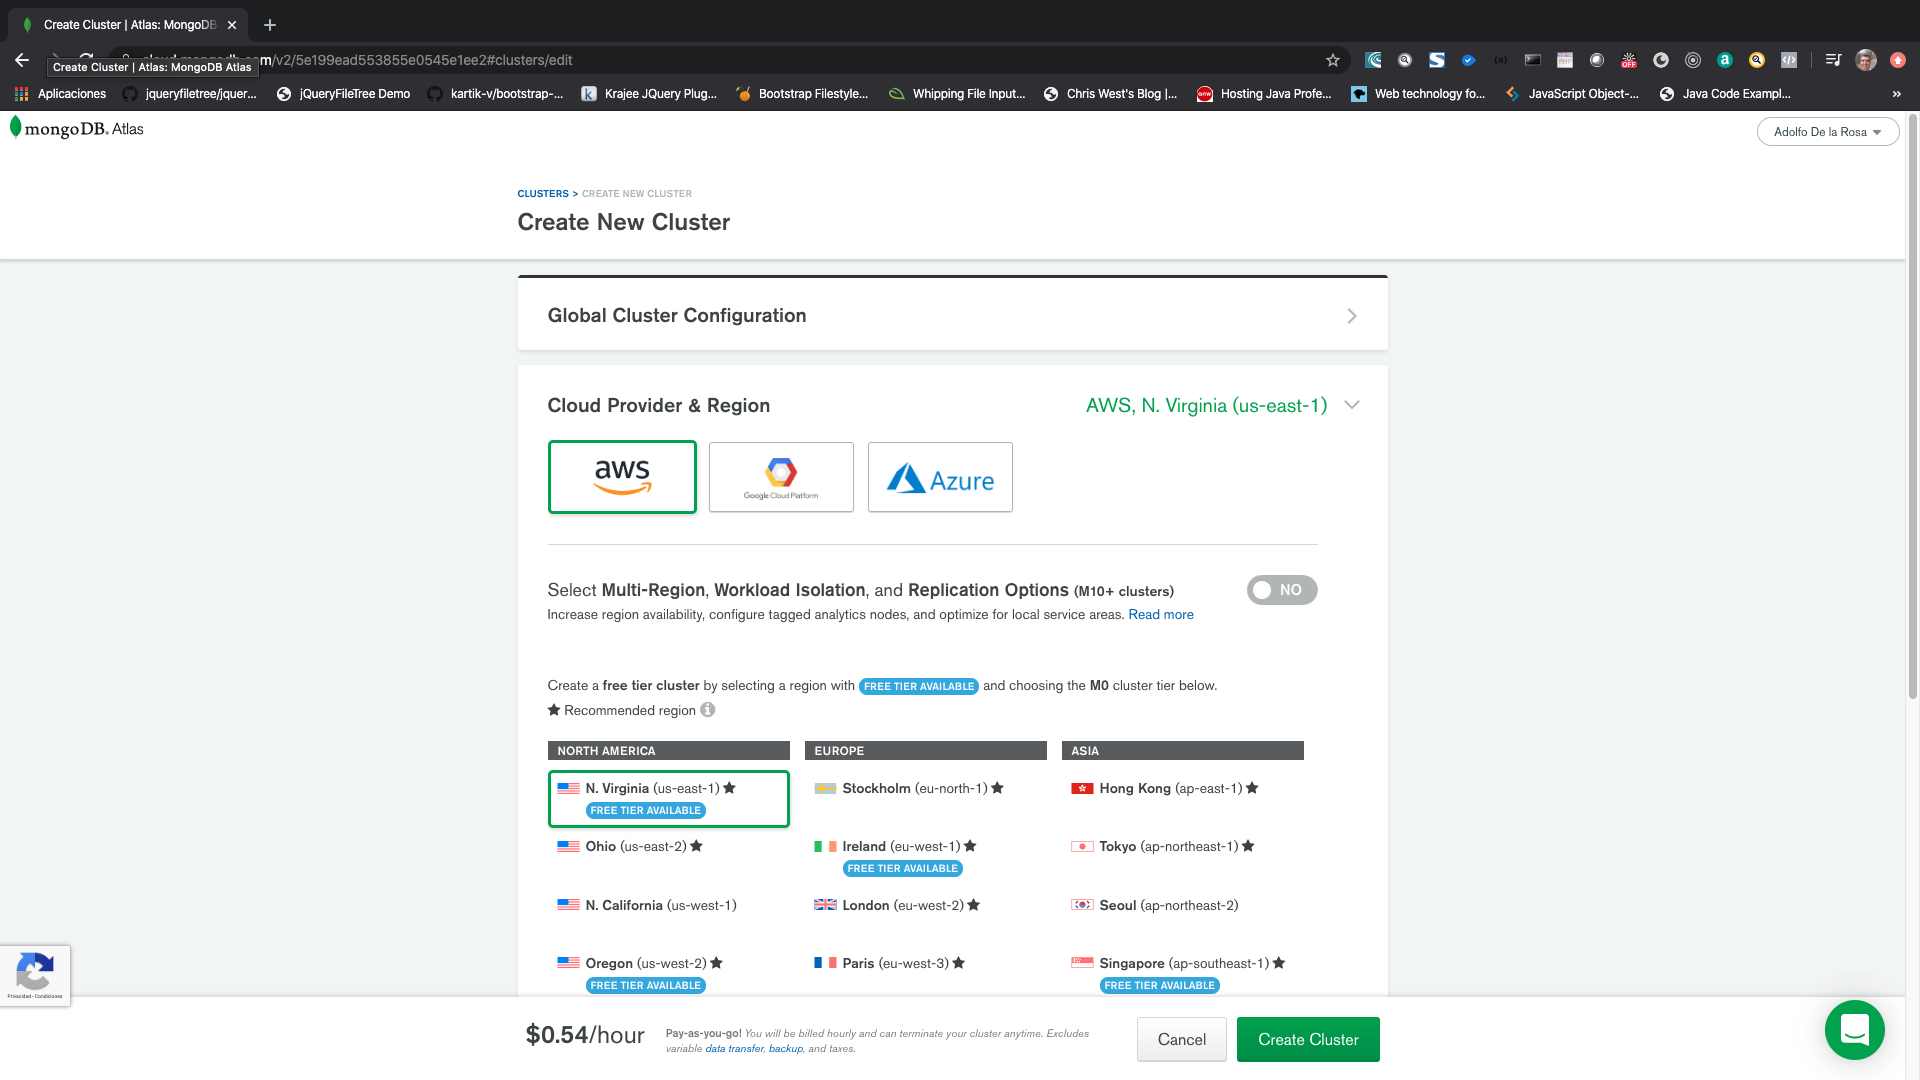 Create Cluster | Atlas: MongoDB
/v2/5e199ead553855e0545e1ee2#clusters/edit
Create Cluster | Atlas: MongoDB Atlas
Aplicaciones
jqueryfiletree/jquer...
jQueryFileTree Demo
kartik-v/bootstrap-...
Krajee JQuery Plug...
Bootstrap Filestyle...
Whipping File Input...
Chris West's Blog |...
Hosting Java Profe...
Web technology fo...
JavaScript Object-...
Java Code Exampl...
»
mongoDB. Atlas
Adolfo De la Rosa
CLUSTERS > CREATE NEW CLUSTER
Create New Cluster
Global Cluster Configuration
Cloud Provider & Region
AWS, N. Virginia (us-east-1)
aws
Google Cloud Platform
Azure
Select Multi-Region, Workload Isolation, and Replication Options (M10+ clusters)
NO
Increase region availability, configure tagged analytics nodes, and optimize for local service areas. Read more
Create a free tier cluster by selecting a region with FREE TIER AVAILABLE and choosing the M0 cluster tier below.
★ Recommended region
NORTH AMERICA
N. Virginia (us-east-1) ★
FREE TIER AVAILABLE
Ohio (us-east-2) ★
N. California (us-west-1)
Oregon (us-west-2) ★
FREE TIER AVAILABLE
EUROPE
Stockholm (eu-north-1) ★
Ireland (eu-west-1) ★
FREE TIER AVAILABLE
London (eu-west-2) ★
Paris (eu-west-3) ★
ASIA
Hong Kong (ap-east-1) ★
Tokyo (ap-northeast-1) ★
Seoul (ap-northeast-2)
Singapore (ap-southeast-1) ★
FREE TIER AVAILABLE
Privacidad - Condiciones
$0.54/hour
Pay-as-you-go! You will be billed hourly and can terminate your cluster anytime. Excludes
variable data transfer, backup, and taxes.
Cancel
Create Cluster